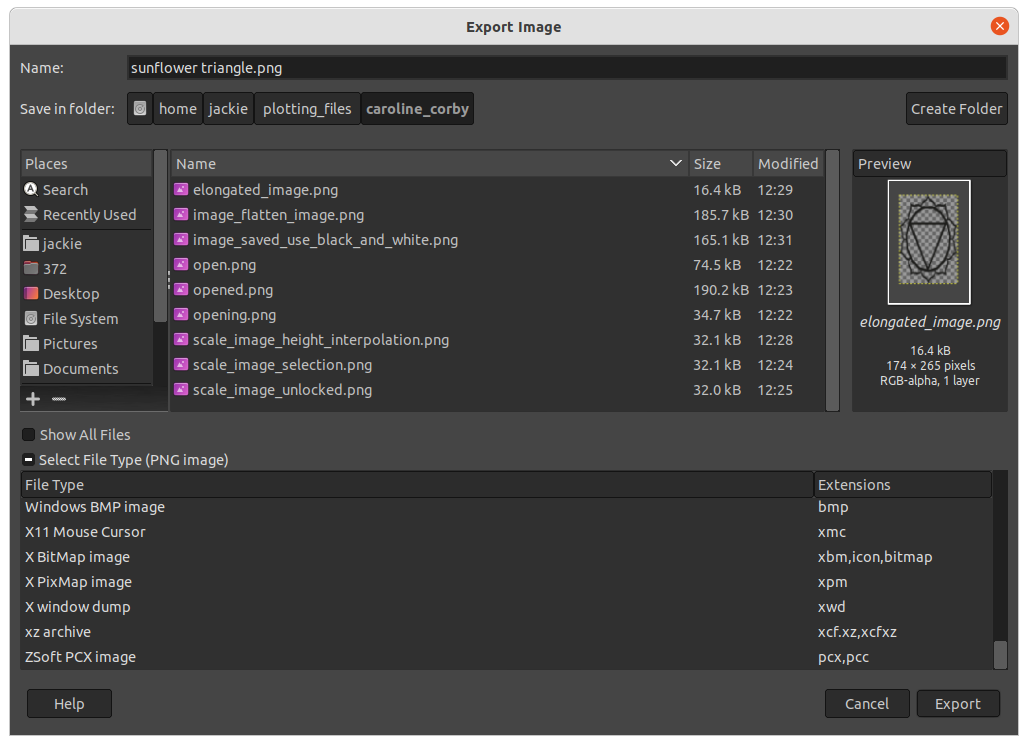 Export Image
Name: sunflower triangle.png
Save in folder: home jackie plotting_files caroline_corby Create Folder
Places Name Size Modified Preview
Search elongated_image.png 16.4 kB 12:29
Recently Used image_flatten_image.png 185.7 kB 12:30
jackie image_saved_use_black_and_white.png 165.1 kB 12:31
372 open.png 74.5 kB 12:22
Desktop opened.png 190.2 kB 12:23
File System opening.png 34.7 kB 12:22 elongated_image.png
Pictures scale_image_height_interpolation.png 32.1 kB 12:28 16.4 kB
Documents scale_image_selection.png 32.1 kB 12:24 174 × 265 pixels
scale_image_unlocked.png 32.0 kB 12:25 RGB-alpha, 1 layer
Show All Files
Select File Type (PNG image)
File Type Extensions
Windows BMP image bmp
X11 Mouse Cursor xmc
X BitMap image xbm,icon,bitmap
X PixMap image xpm
X window dump xwd
xz archive xcf.xz,xcfxz
ZSoft PCX image pcx,pcc
Help Cancel Export